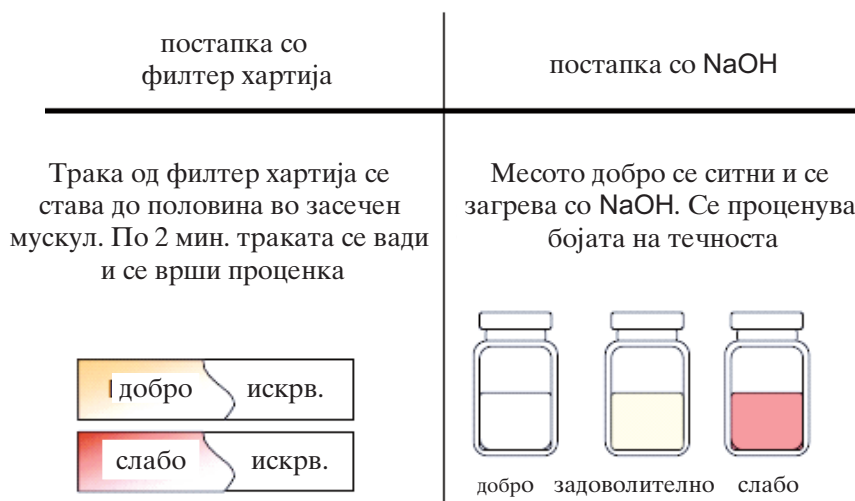 постапка со
филтер хартија
постапка со NaOH
Трака од филтер хартија се
става до половина во засечен
мускул. По 2 мин. траката се вади
и се врши проценка
Месото добро се ситни и се
загрева со NaOH. Се проценува
бојата на течноста
добро искрв.
слабо искрв.
добро задоволително слабо